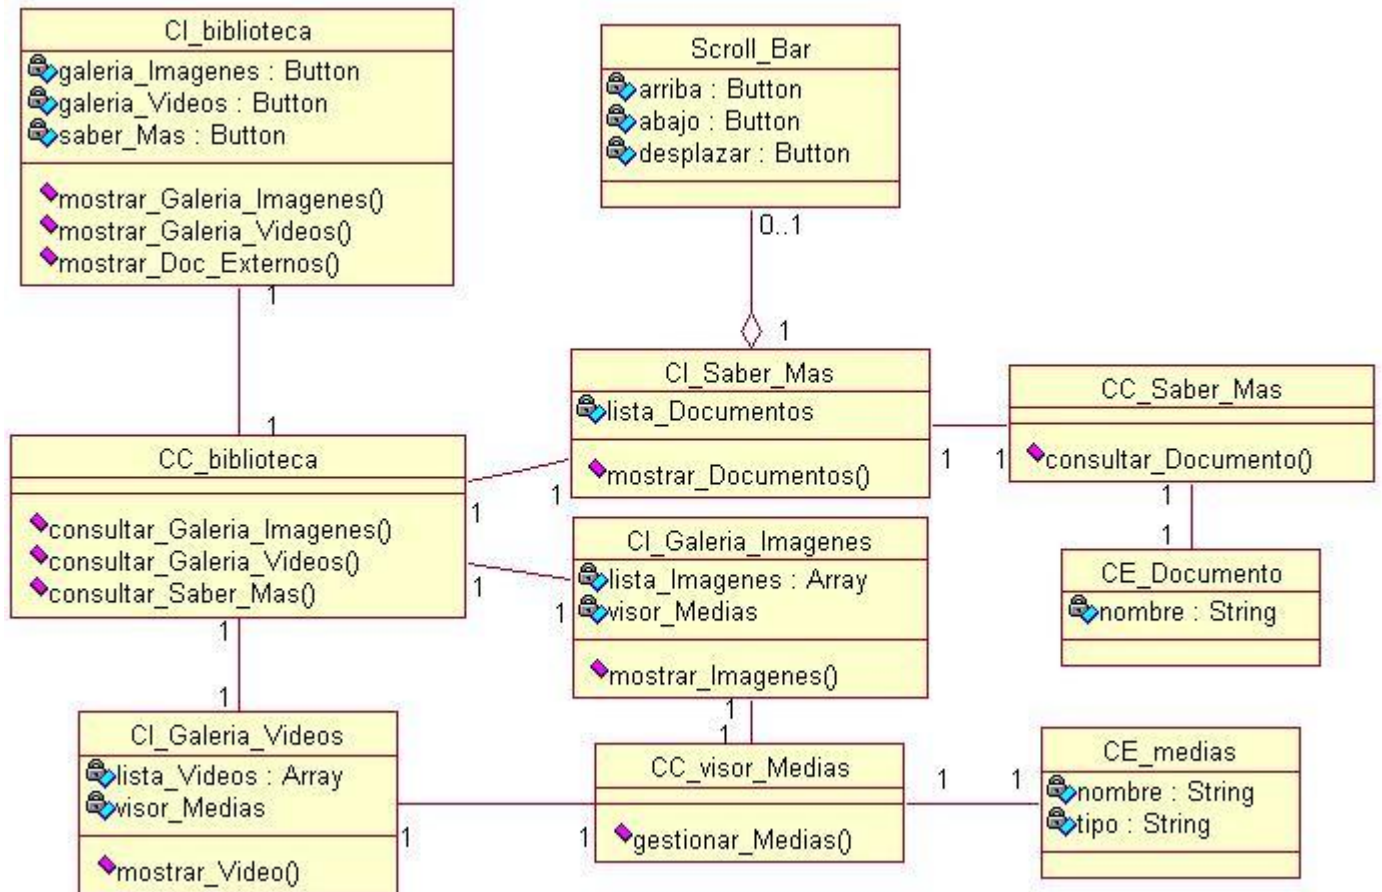 CI_biblioteca
galeria_Imagenes : Button
galeria_Videos : Button
saber_Mas : Button
mostrar_Galeria_Imagenes()
mostrar_Galeria_Videos()
mostrar_Doc_Externos()
1
Scroll_Bar
arriba : Button
abajo : Button
desplazar : Button
0..1
1
CI_Saber_Mas
lista_Documentos
mostrar_Documentos()
1
1
CC_Saber_Mas
consultar_Documento()
1
1
CE_Documento
nombre : String
1
CC_biblioteca
consultar_Galeria_Imagenes()
consultar_Galeria_Videos()
consultar_Saber_Mas()
1
1
1
1
CI_Galeria_Imagenes
lista_Imagenes : Array
visor_Medias
mostrar_Imagenes()
1
1
1
1
CI_Galeria_Videos
lista_Videos : Array
visor_Medias
mostrar_Video()
1
1
CC_visor_Medias
gestionar_Medias()
1
1
CE_medias
nombre : String
tipo : String